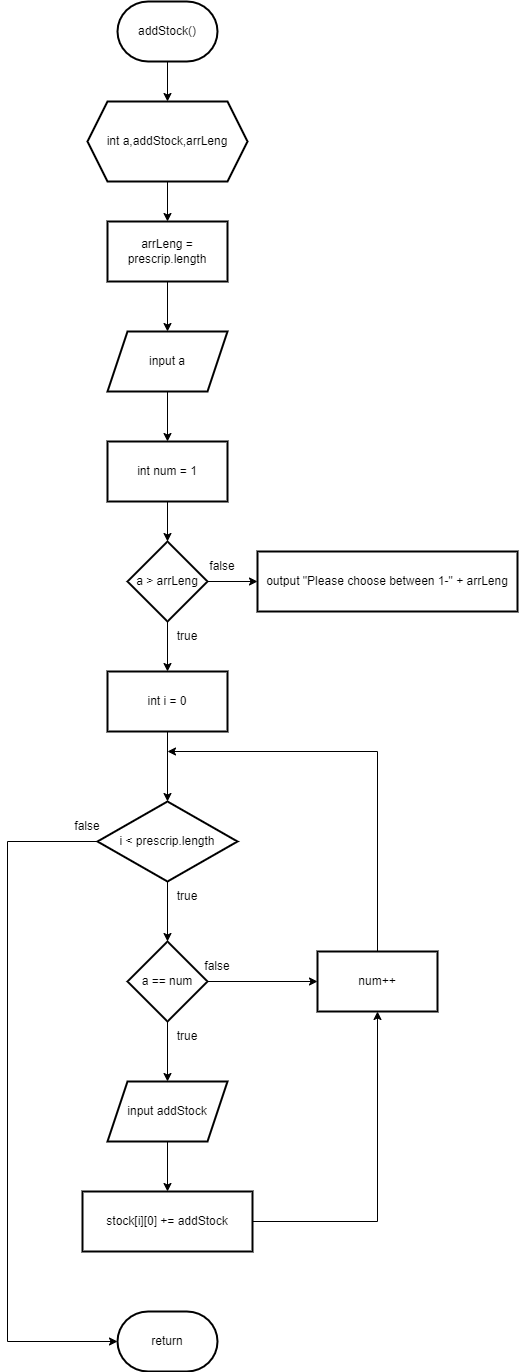 addStock()
int a,addStock,arrLeng
arrLeng =
prescrip.length
input a
int num = 1
a > arrLeng
false
output "Please choose between 1-" + arrLeng
true
int i = 0
false
i < prescrip.length
true
a == num
false
num++
true
input addStock
stock[i][0] += addStock
return